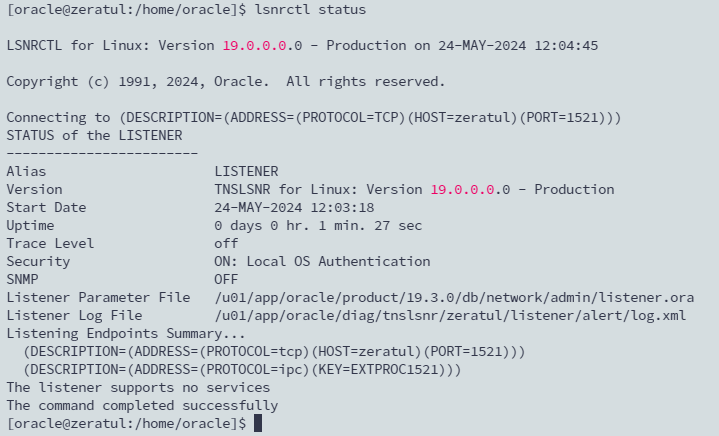 [oracle@zeratul:/home/oracle]$ lsnrctl status
LSNRCTL for Linux: Version 19.0.0.0.0 - Production on 24-MAY-2024 12:04:45
Copyright (c) 1991, 2024, Oracle.  All rights reserved.
Connecting to (DESCRIPTION=(ADDRESS=(PROTOCOL=TCP)(HOST=zeratul)(PORT=1521)))
STATUS of the LISTENER
------------------------
Alias                     LISTENER
Version                   TNSLSNR for Linux: Version 19.0.0.0.0 - Production
Start Date                24-MAY-2024 12:03:18
Uptime                    0 days 0 hr. 1 min. 27 sec
Trace Level               off
Security                  ON: Local OS Authentication
SNMP                      OFF
Listener Parameter File   /u01/app/oracle/product/19.3.0/db/network/admin/listener.ora
Listener Log File         /u01/app/oracle/diag/tnslsnr/zeratul/listener/alert/log.xml
Listening Endpoints Summary...
  (DESCRIPTION=(ADDRESS=(PROTOCOL=tcp)(HOST=zeratul)(PORT=1521)))
  (DESCRIPTION=(ADDRESS=(PROTOCOL=ipc)(KEY=EXTPROC1521)))
The listener supports no services
The command completed successfully
[oracle@zeratul:/home/oracle]$